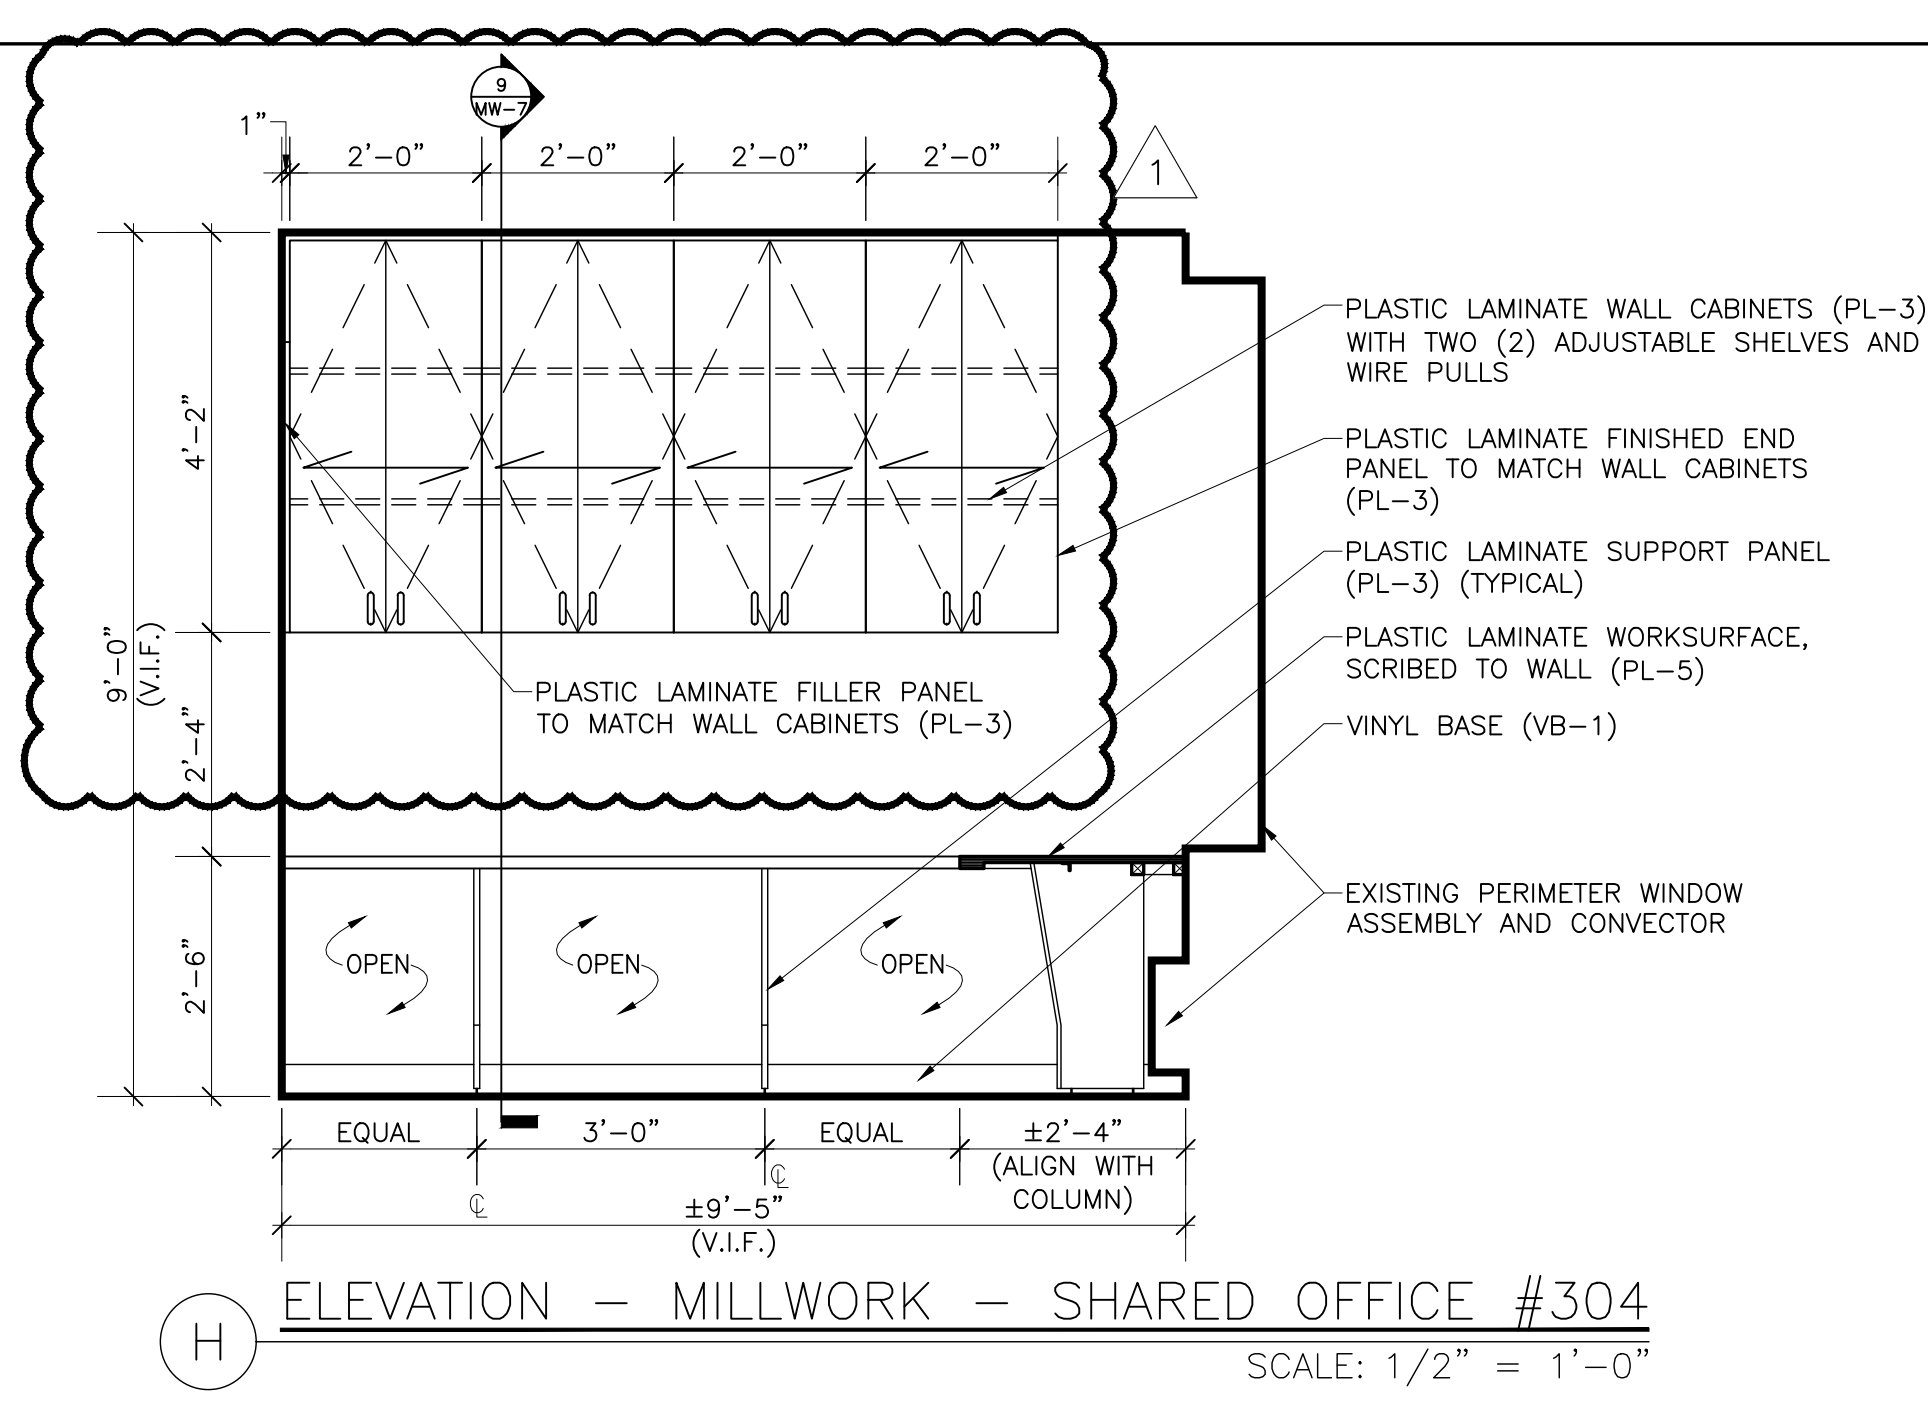 9
MW-7
1”
2’-0” 2’-0” 2’-0” 2’-0”
1
PLASTIC LAMINATE WALL CABINETS (PL-3)
WITH TWO (2) ADJUSTABLE SHELVES AND
WIRE PULLS
4’-2”
PLASTIC LAMINATE FINISHED END
PANEL TO MATCH WALL CABINETS
(PL-3)
PLASTIC LAMINATE SUPPORT PANEL
(PL-3) (TYPICAL)
9’-0”
(V.I.F.)
PLASTIC LAMINATE WORKSURFACE,
SCRIBED TO WALL (PL-5)
PLASTIC LAMINATE FILLER PANEL
TO MATCH WALL CABINETS (PL-3)
2’-4”
VINYL BASE (VB-1)
EXISTING PERIMETER WINDOW
ASSEMBLY AND CONVECTOR
2’-6”
OPEN OPEN OPEN
EQUAL 3’-0” EQUAL ±2’-4”
(ALIGN WITH
COLUMN)
℄
℄
±9’-5”
(V.I.F.)
H
ELEVATION - MILLWORK - SHARED OFFICE #304
SCALE: 1/2” = 1’-0”